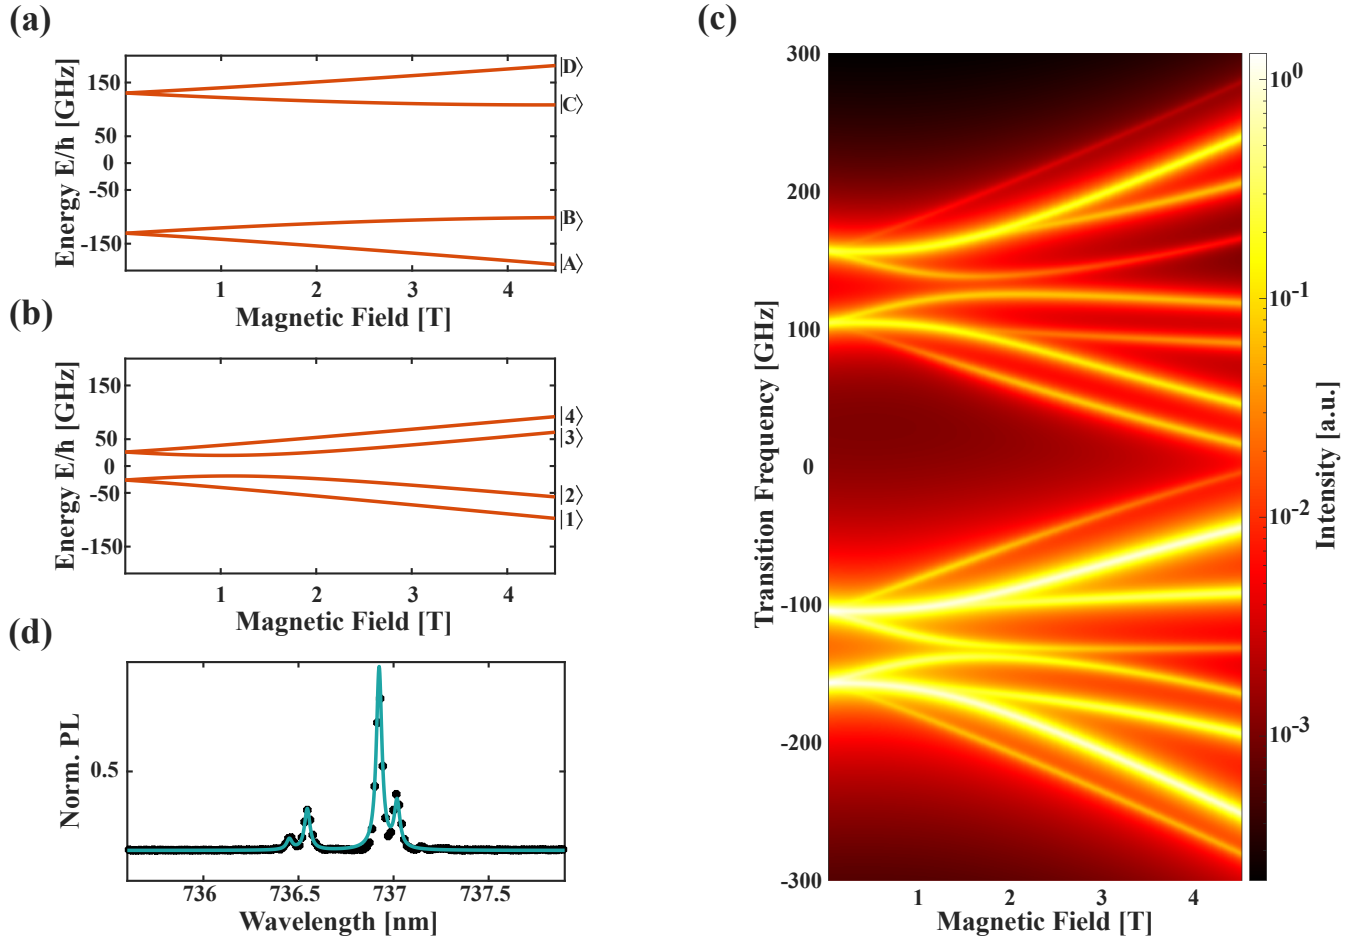 (a)
Energy E/ħ [GHz]
150
50
0
-50
-150
|D⟩
|C⟩
|B⟩
|A⟩
1 2 3 4
Magnetic Field [T]
(b)
Energy E/ħ [GHz]
150
50
0
-50
-150
|4⟩
|3⟩
|2⟩
|1⟩
1 2 3 4
Magnetic Field [T]
(d)
Norm. PL
0.5
736 736.5 737 737.5
Wavelength [nm]
(c)
Transition Frequency [GHz]
300
200
100
0
-100
-200
-300
1 2 3 4
Magnetic Field [T]
10^0
10^-1
10^-2
10^-3
Intensity [a.u.]